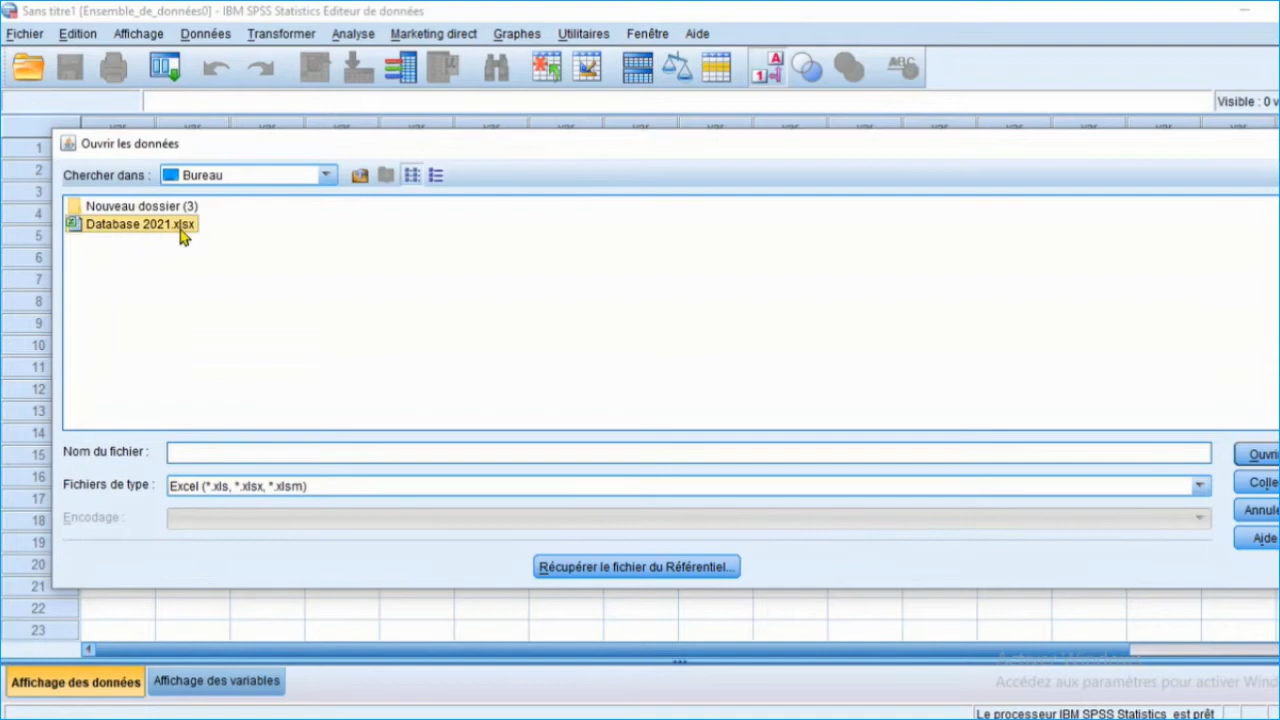 Sans titre1 [Ensemble_de_données0] - IBM SPSS Statistics Editeur de données
Fichier Edition Affichage Données Transformer Analyse Marketing direct Graphes Utilitaires Fenêtre Aide
Visible : 0 v
1
Ouvrir les données
2
Chercher dans : Bureau
3
Nouveau dossier (3)
4
Database 2021.xlsx
5
6
7
8
9
10
11
12
13
14
Nom du fichier :
15
Ouvri
16
Fichiers de type : Excel (*.xls, *.xlsx, *.xlsm)
Colle
17
Encodage :
Annule
18
19
Aide
20
Récupérer le fichier du Référentiel...
21
22
23
Activer Windows
Affichage des données Affichage des variables
Accédez aux paramètres pour activer Wind
Le processeur IBM SPSS Statistics est prêt